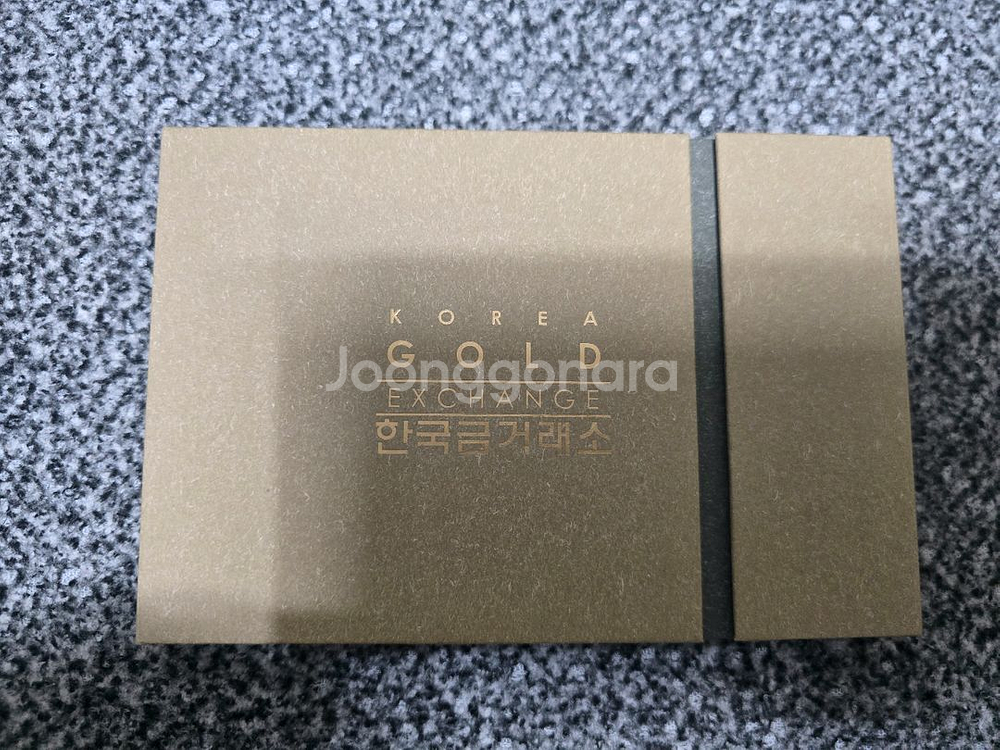 KOREA
GOLD
Joonggonara
EXCHANGE
한국금거래소